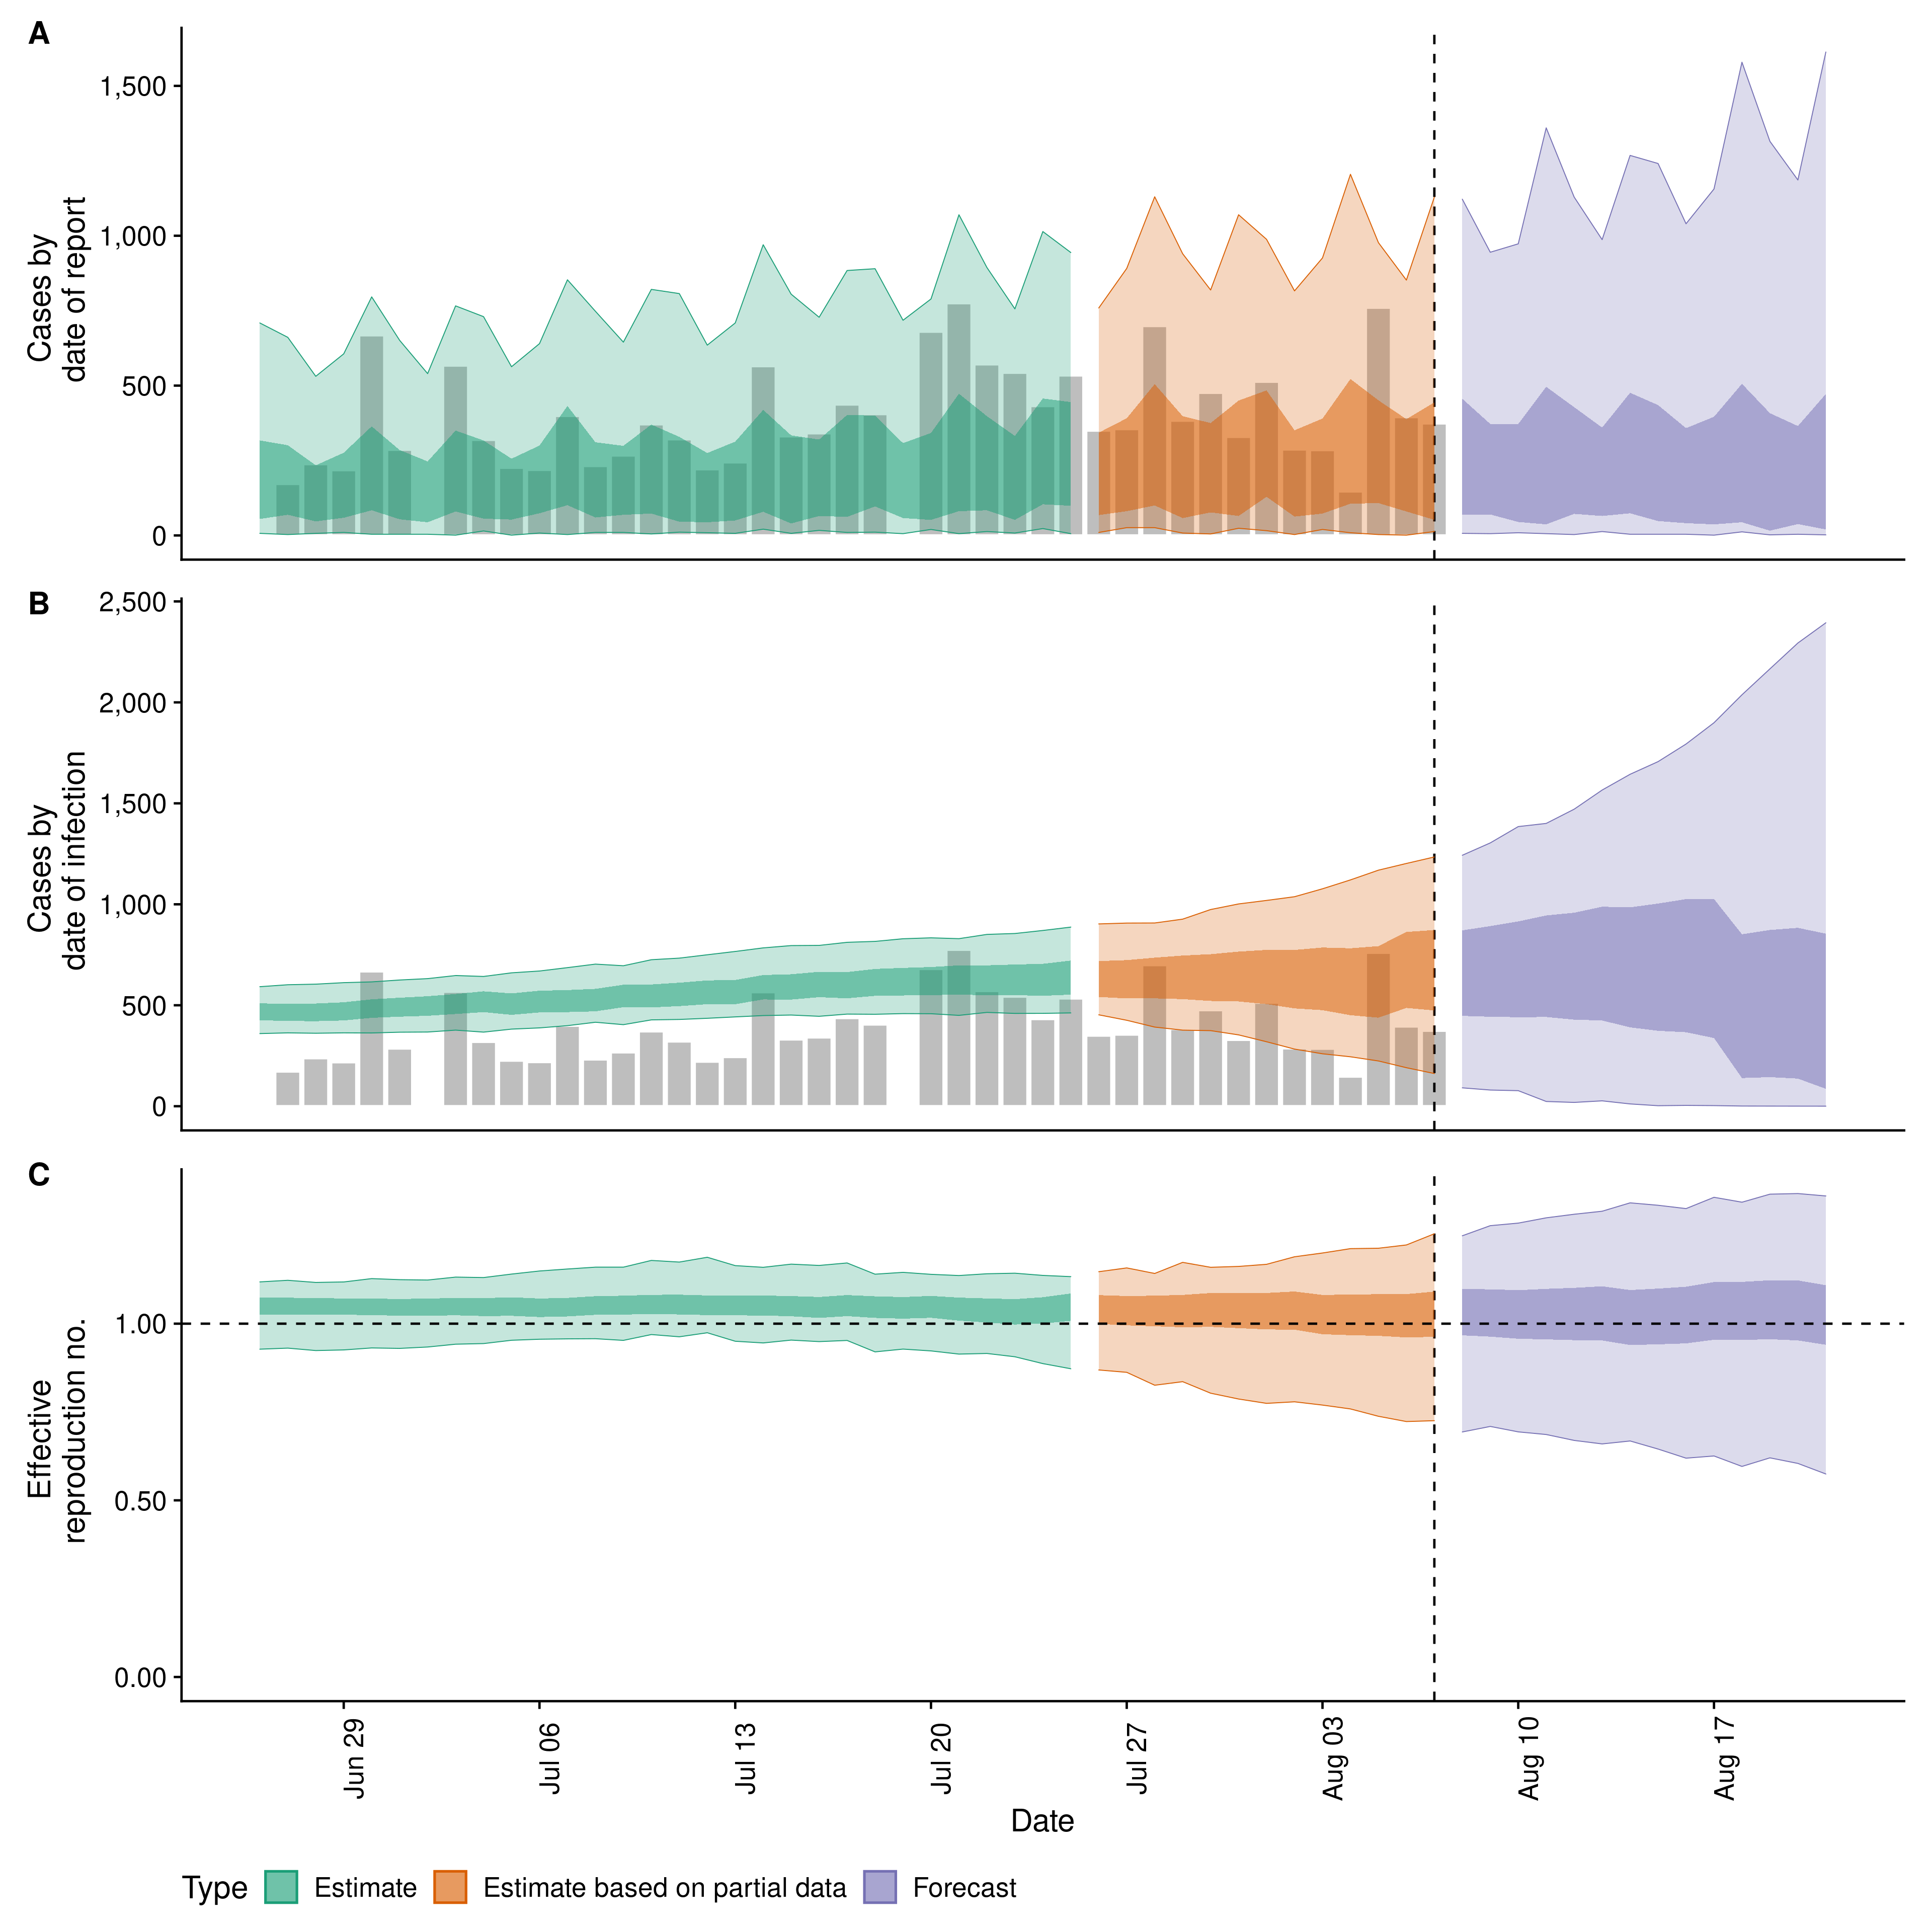 A
1,500
1,000
500
0
Cases by
date of report
B
2,500
2,000
1,500
1,000
500
0
Cases by
date of infection
C
1.00
0.50
0.00
Effective
reproduction no.
Jun 29
Jul 06
Jul 13
Jul 20
Jul 27
Aug 03
Aug 10
Aug 17
Date
Type Estimate Estimate based on partial data Forecast